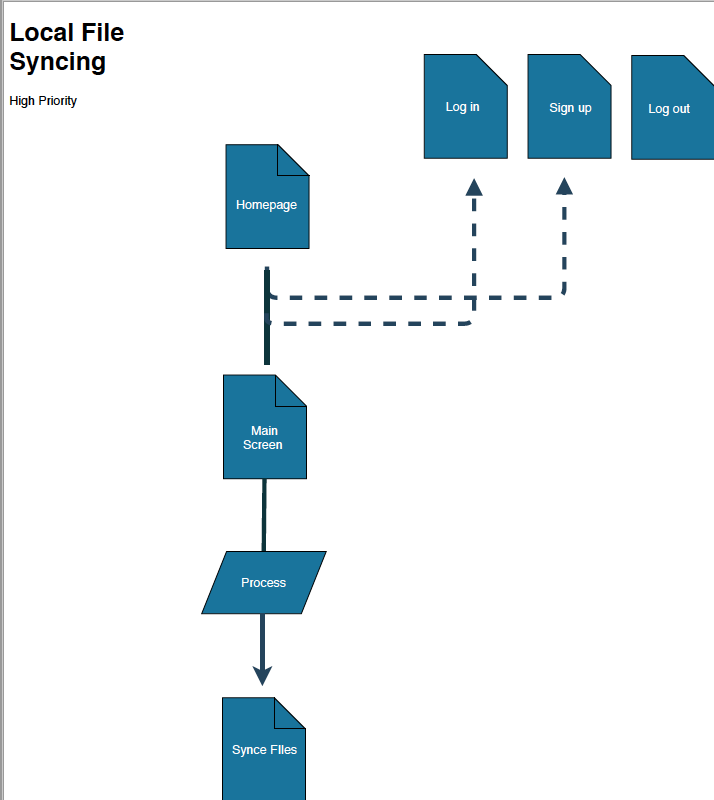 Local File
Syncing
High Priority
Log in
Sign up
Log out
Homepage
Main
Screen
Process
Synce FIles